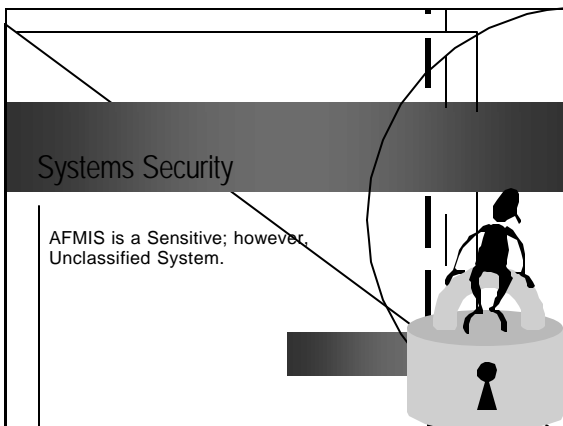 Systems Security
AFMIS is a Sensitive; however,
Unclassified System.